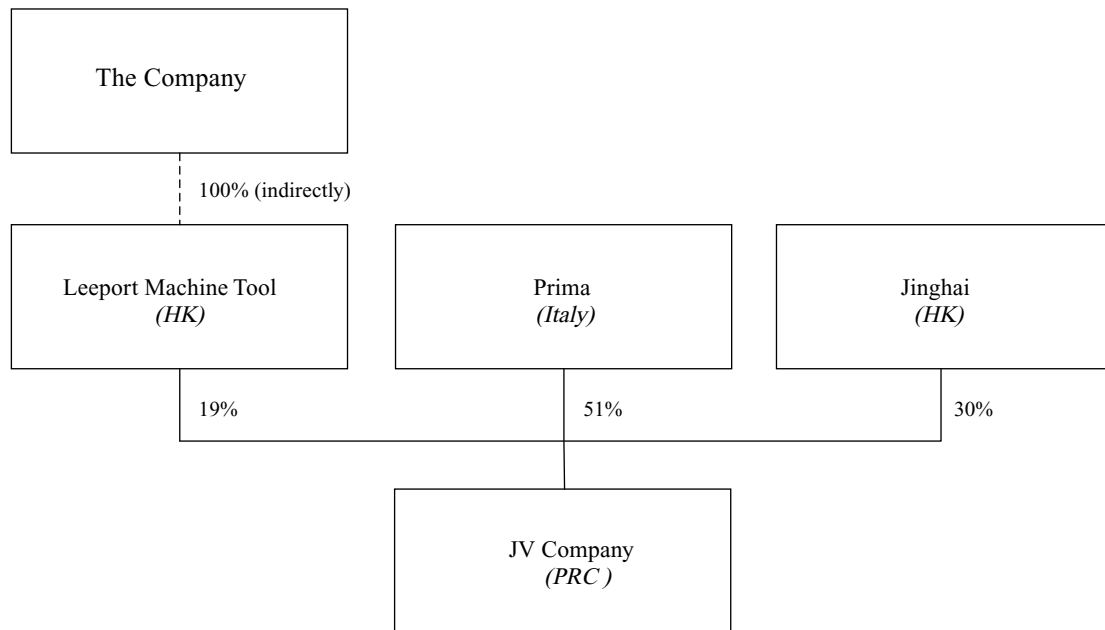 The Company
100% (indirectly)
Leeport Machine Tool
(HK)
Prima
(Italy)
Jinghai
(HK)
19%
51%
30%
JV Company
(PRC )